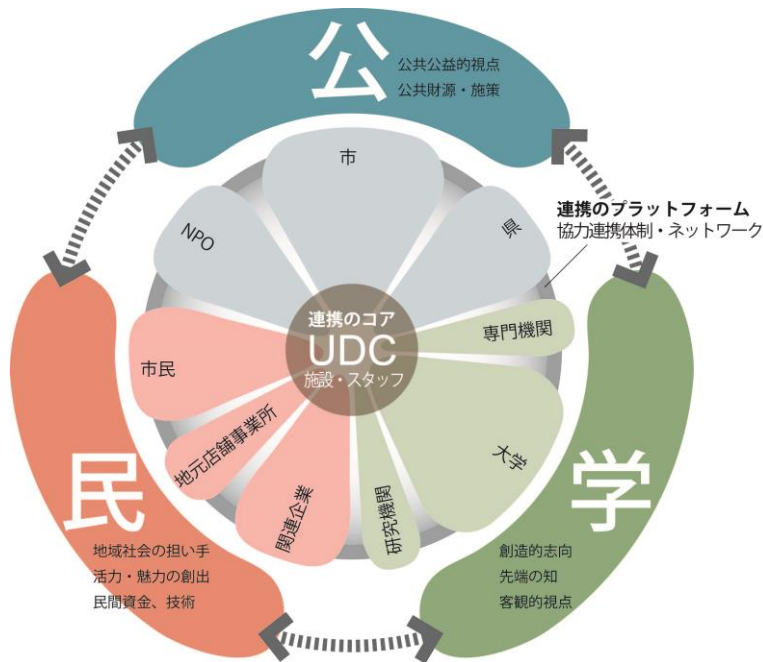 公
公共公益的視点
公共財源・施策
市
NPO
県
連携のプラットフォーム
協力連携体制・ネットワーク
連携のコア
UDC
施設・スタッフ
専門機関
市民
大学
地元店舗事業所
関連企業
研究機関
民
地域社会の担い手
活力・魅力の創出
民間資金、技術
学
創造的志向
先端の知
客観的視点